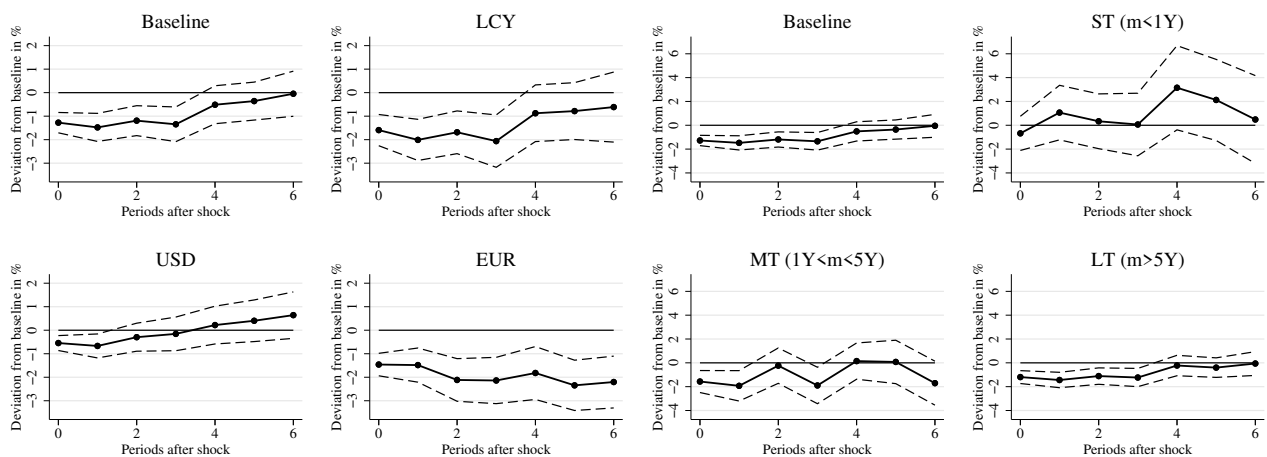 Baseline
Deviation from baseline in %
2
1
0
−1
−2
−3
0 2 4 6
Periods after shock
LCY
Deviation from baseline in %
2
1
0
−1
−2
−3
0 2 4 6
Periods after shock
Baseline
Deviation from baseline in %
6
4
2
0
−2
−4
0 2 4 6
Periods after shock
ST (m<1Y)
Deviation from baseline in %
6
4
2
0
−2
−4
0 2 4 6
Periods after shock
USD
Deviation from baseline in %
2
1
0
−1
−2
−3
0 2 4 6
Periods after shock
EUR
Deviation from baseline in %
2
1
0
−1
−2
−3
0 2 4 6
Periods after shock
MT (1Y<m<5Y)
Deviation from baseline in %
6
4
2
0
−2
−4
0 2 4 6
Periods after shock
LT (m>5Y)
Deviation from baseline in %
6
4
2
0
−2
−4
0 2 4 6
Periods after shock